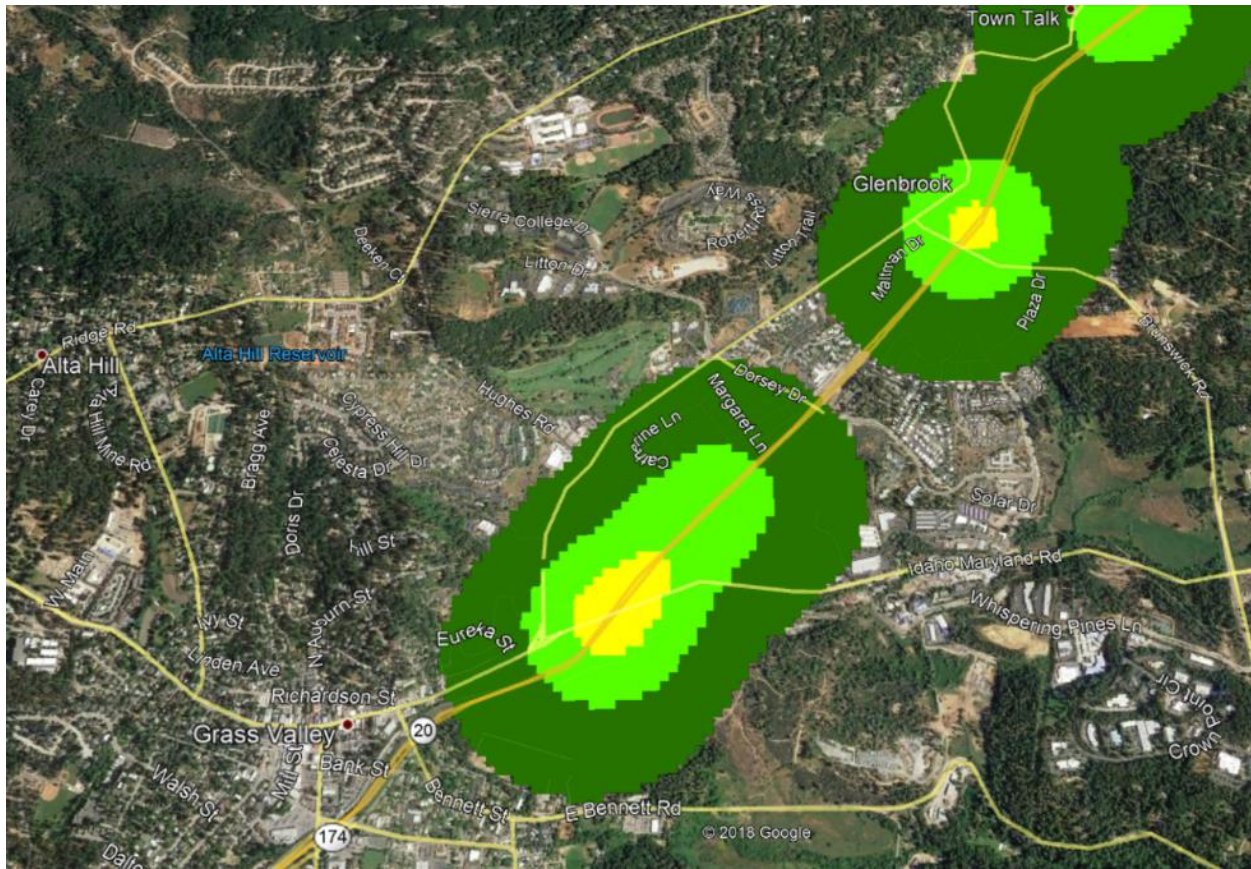 Town Talk
Glenbrook
Sierra College Dr
Litton Dr
Ross Way
Robert Rd
Litton Trail
Maltman Dr
Plaza Dr
Brunswick Rd
Deeken Ct
Ridge Rd
Alta Hill
Alta Hill Reservoir
Carey Dr
Alta Hill Mine Rd
Bragg Ave
Cypress Hill Dr
Celesta Dr
Hughes Rd
Catherine Ln
Margaret Ln
Dorsey Dr
Doris Dr
Hill St
Solar Dr
Idaho Maryland Rd
Whispering Pines Ln
Crown Point Cir
W Main
Ivy St
N Auburn St
Linden Ave
Eureka St
Richardson St
Grass Valley
20
Mill St
Bank St
Walsh St
Bennett St
E Bennett Rd
174
© 2018 Google